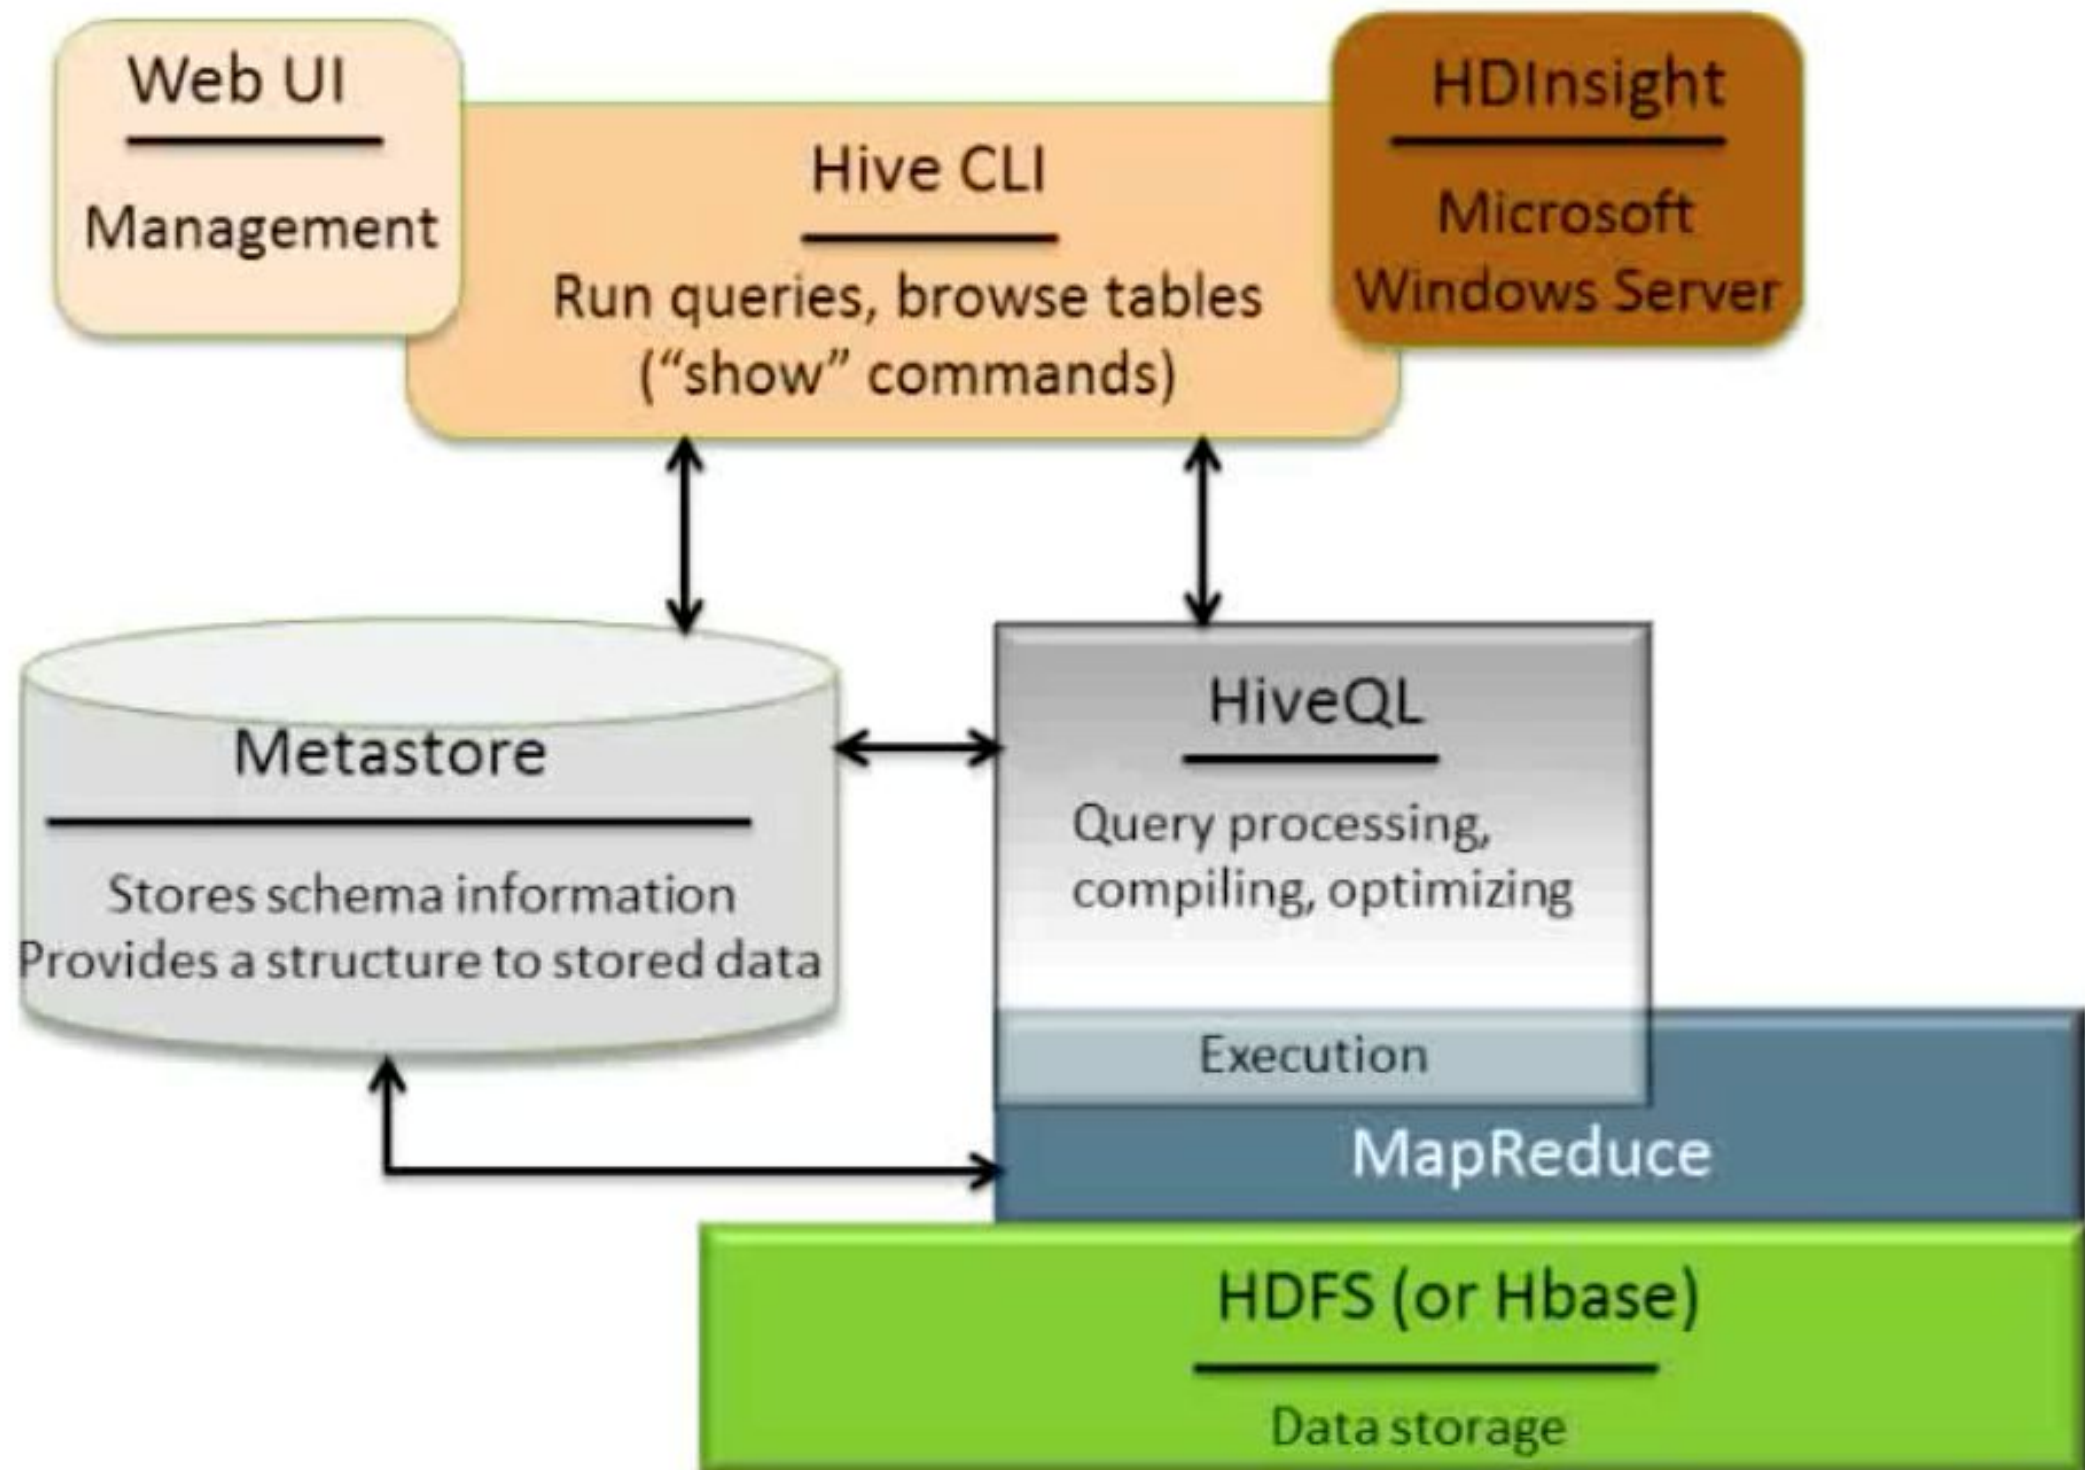 Web UI
Management
Hive CLI
Run queries, browse tables
(“show” commands)
HDInsight
Microsoft
Windows Server
Metastore
Stores schema information
Provides a structure to stored data
HiveQL
Query processing,
compiling, optimizing
Execution
MapReduce
HDFS (or Hbase)
Data storage